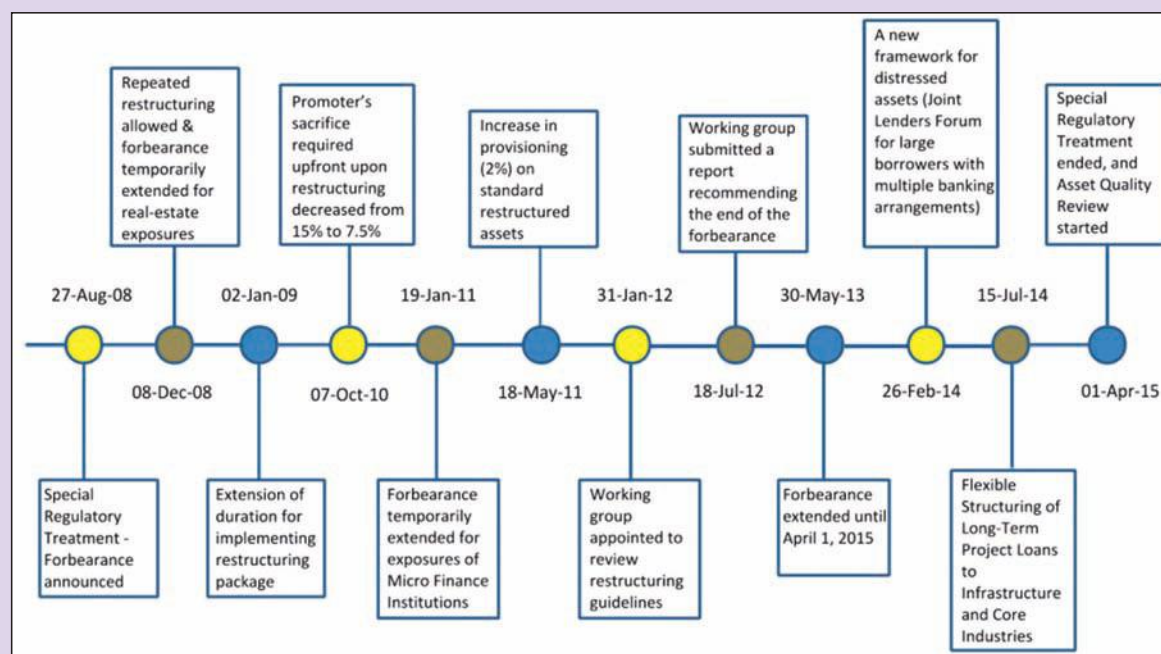 Repeated
restructuring
allowed &
forbearance
temporarily
extended for
real-estate
exposures
Promoter's
sacrifice
required
upfront upon
restructuring
decreased from
15% to 7.5%
Increase in
provisioning
(2%) on
standard
restructured
assets
Working group
submitted a
report
recommending
the end of the
forbearance
A new
framework for
distressed
assets (Joint
Lenders Forum
for large
borrowers with
multiple banking
arrangements)
Special
Regulatory
Treatment
ended, and
Asset Quality
Review
started
27-Aug-08
02-Jan-09
19-Jan-11
31-Jan-12
30-May-13
15-Jul-14
08-Dec-08
07-Oct-10
18-May-11
18-Jul-12
26-Feb-14
01-Apr-15
Special
Regulatory
Treatment -
Forbearance
announced
Extension of
duration for
implementing
restructuring
package
Forbearance
temporarily
extended for
exposures of
Micro Finance
Institutions
Working
group
appointed to
review
restructuring
guidelines
Forbearance
extended until
April 1, 2015
Flexible
Structuring of
Long-Term
Project Loans
to
Infrastructure
and Core
Industries